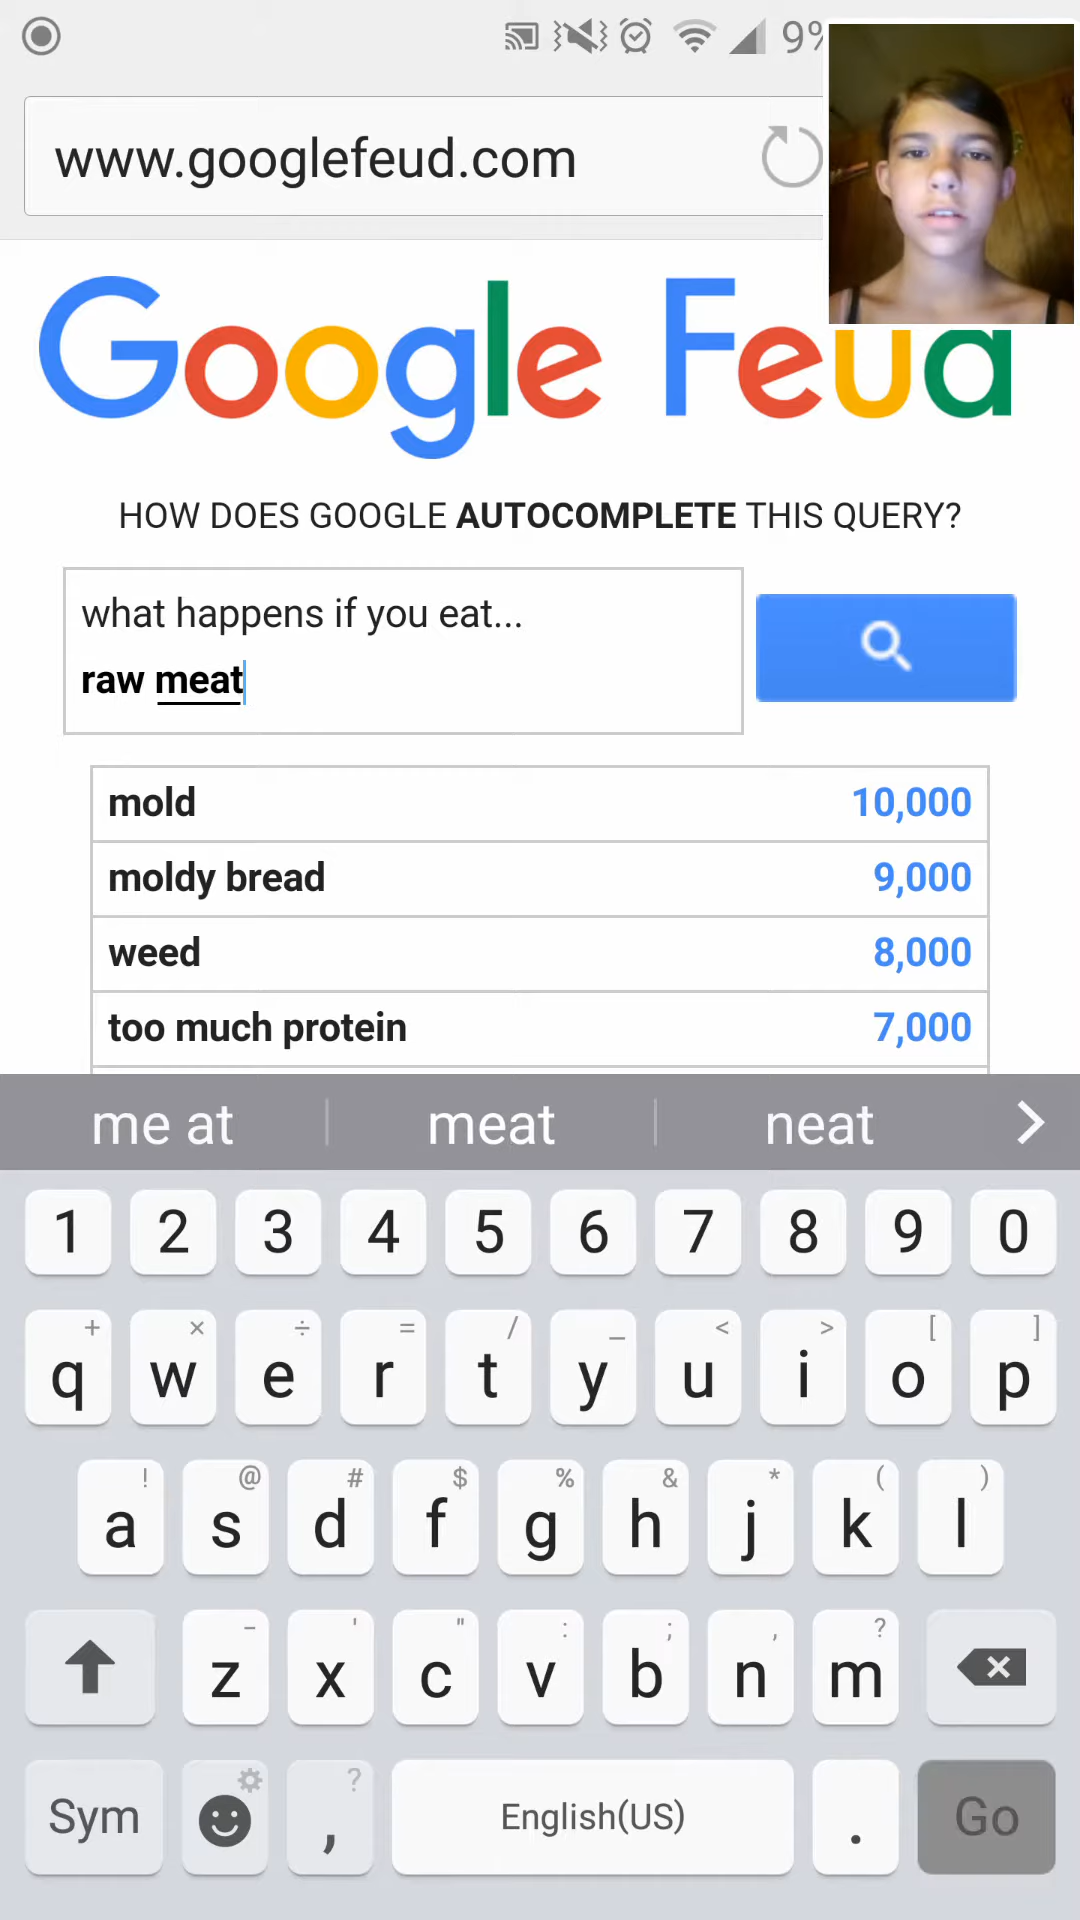 9%
www.googlefeud.com
Google Feud
HOW DOES GOOGLE AUTOCOMPLETE THIS QUERY?
what happens if you eat...
raw meat
mold 10,000
moldy bread 9,000
weed 8,000
too much protein 7,000
me at meat neat
1 2 3 4 5 6 7 8 9 0
+ × ÷ = / _ < > [ ]
q w e r t y u i o p
! @ # $ % & * ( )
a s d f g h j k l
- ' " : ; , ?
z x c v b n m
?
Sym , English(US) . Go